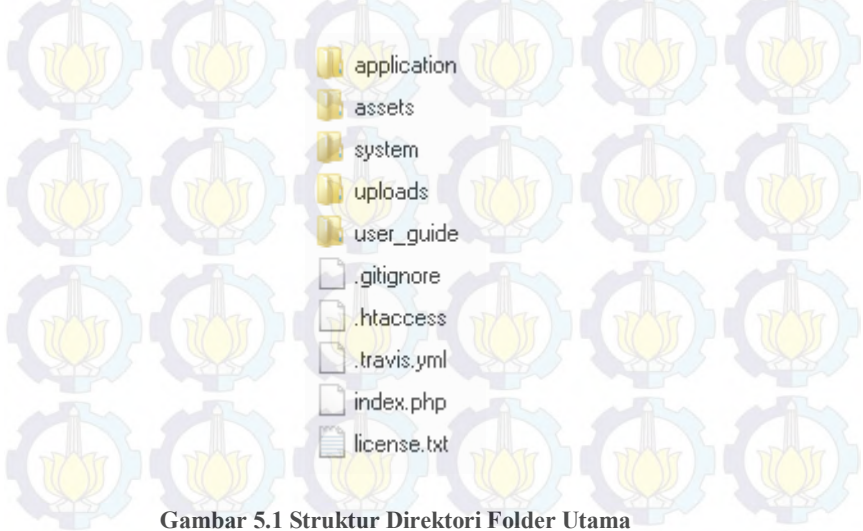 application
assets
system
uploads
user_guide
.gitignore
.htaccess
.travis.yml
index.php
license.txt
Gambar 5.1 Struktur Direktori Folder Utama